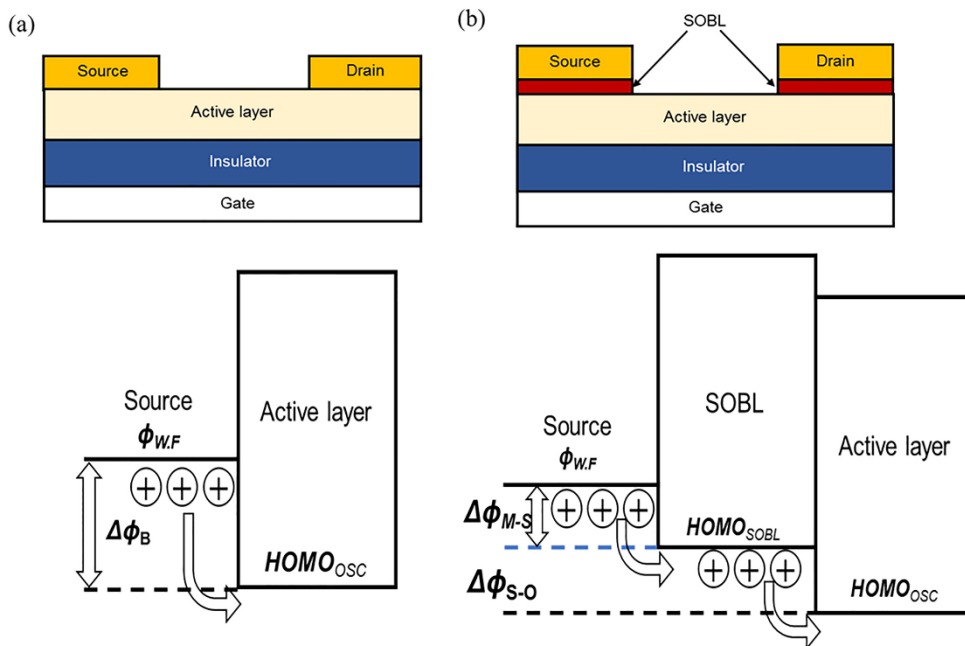 (a)
Source
Drain
Active layer
Insulator
Gate
Source
ϕW.F
Active layer
+ + +
ΔϕB
HOMOOSC
(b)
SOBL
Source
Drain
Active layer
Insulator
Gate
SOBL
Source
ϕW.F
Active layer
+ + +
ΔϕM-S
HOMOSOBL
+ + +
ΔϕS-O
HOMOOSC